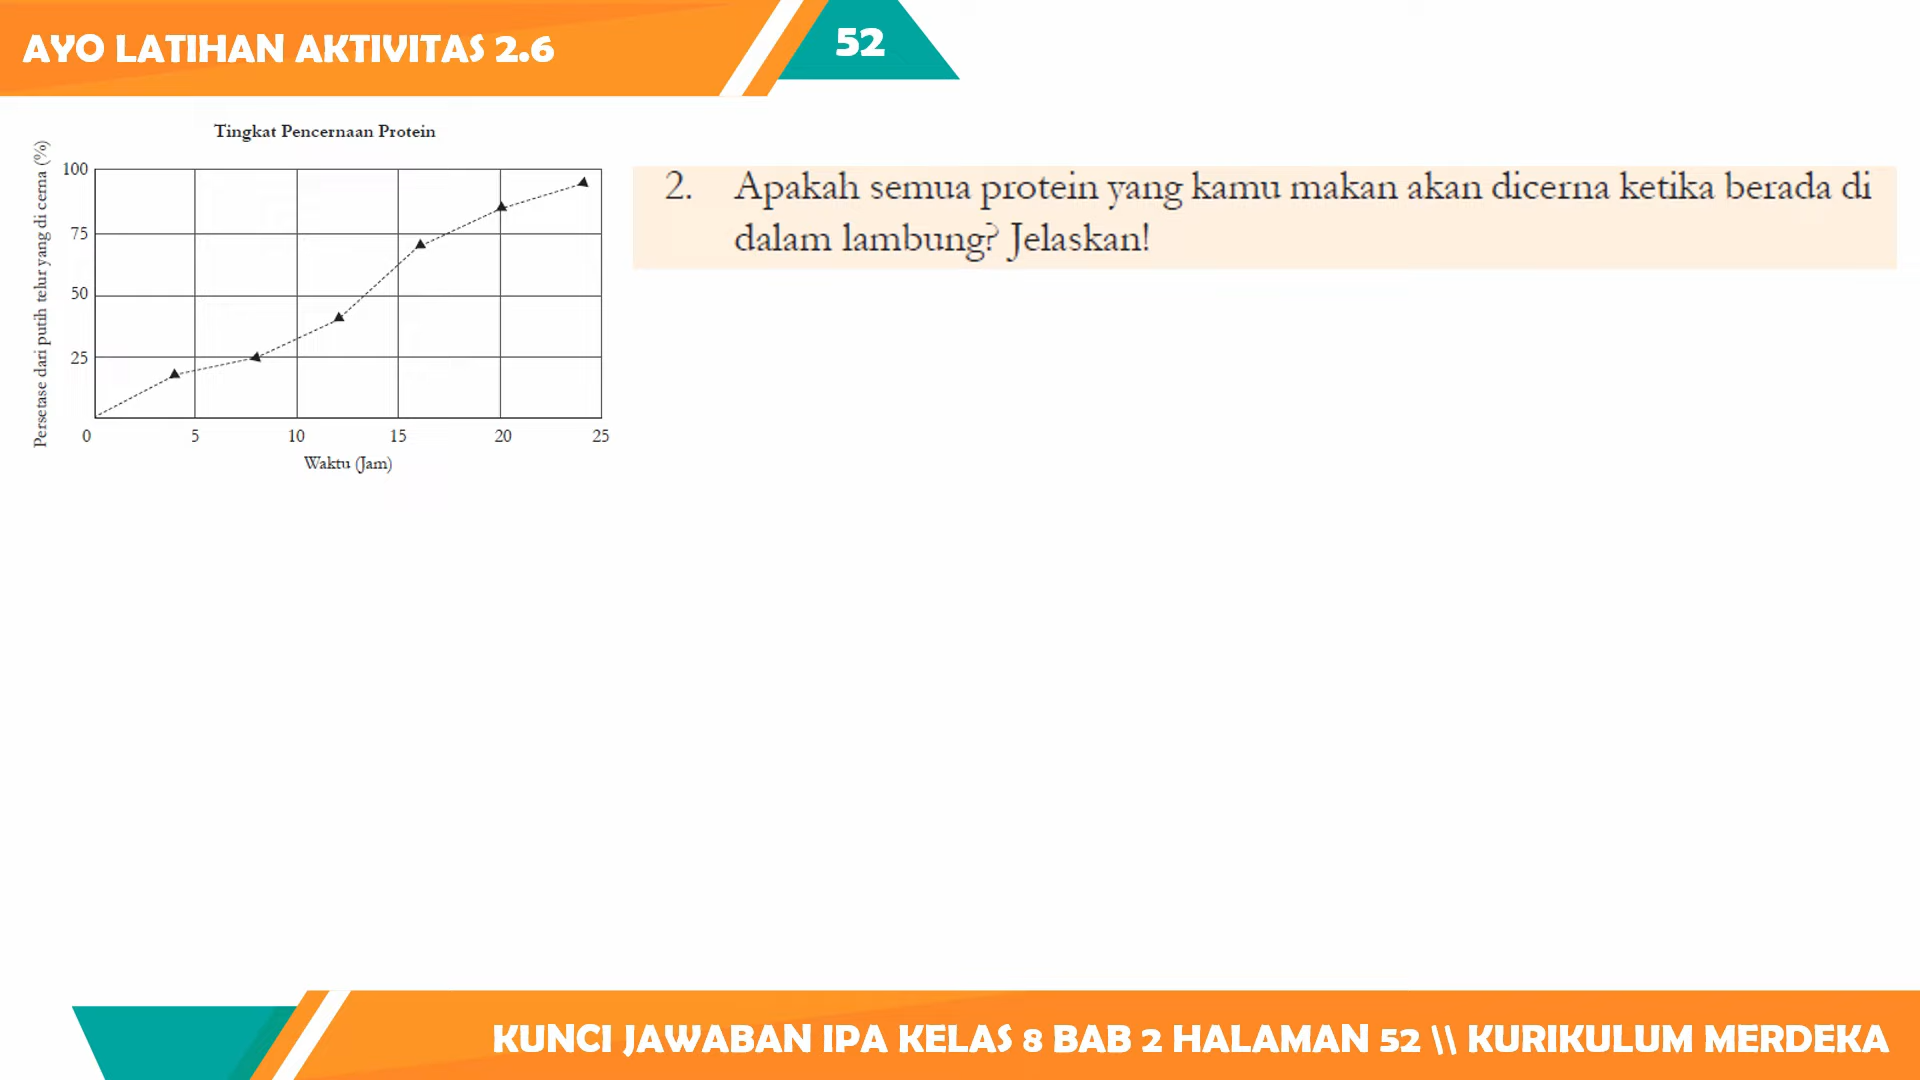 AYO LATIHAN AKTIVITAS 2.6
52
Tingkat Pencernaan Protein
Persetase dari putih telur yang di cerna (%)
100
75
50
25
0 5 10 15 20 25
Waktu (Jam)
2. Apakah semua protein yang kamu makan akan dicerna ketika berada di
dalam lambung? Jelaskan!
KUNCI JAWABAN IPA KELAS 8 BAB 2 HALAMAN 52 \\ KURIKULUM MERDEKA